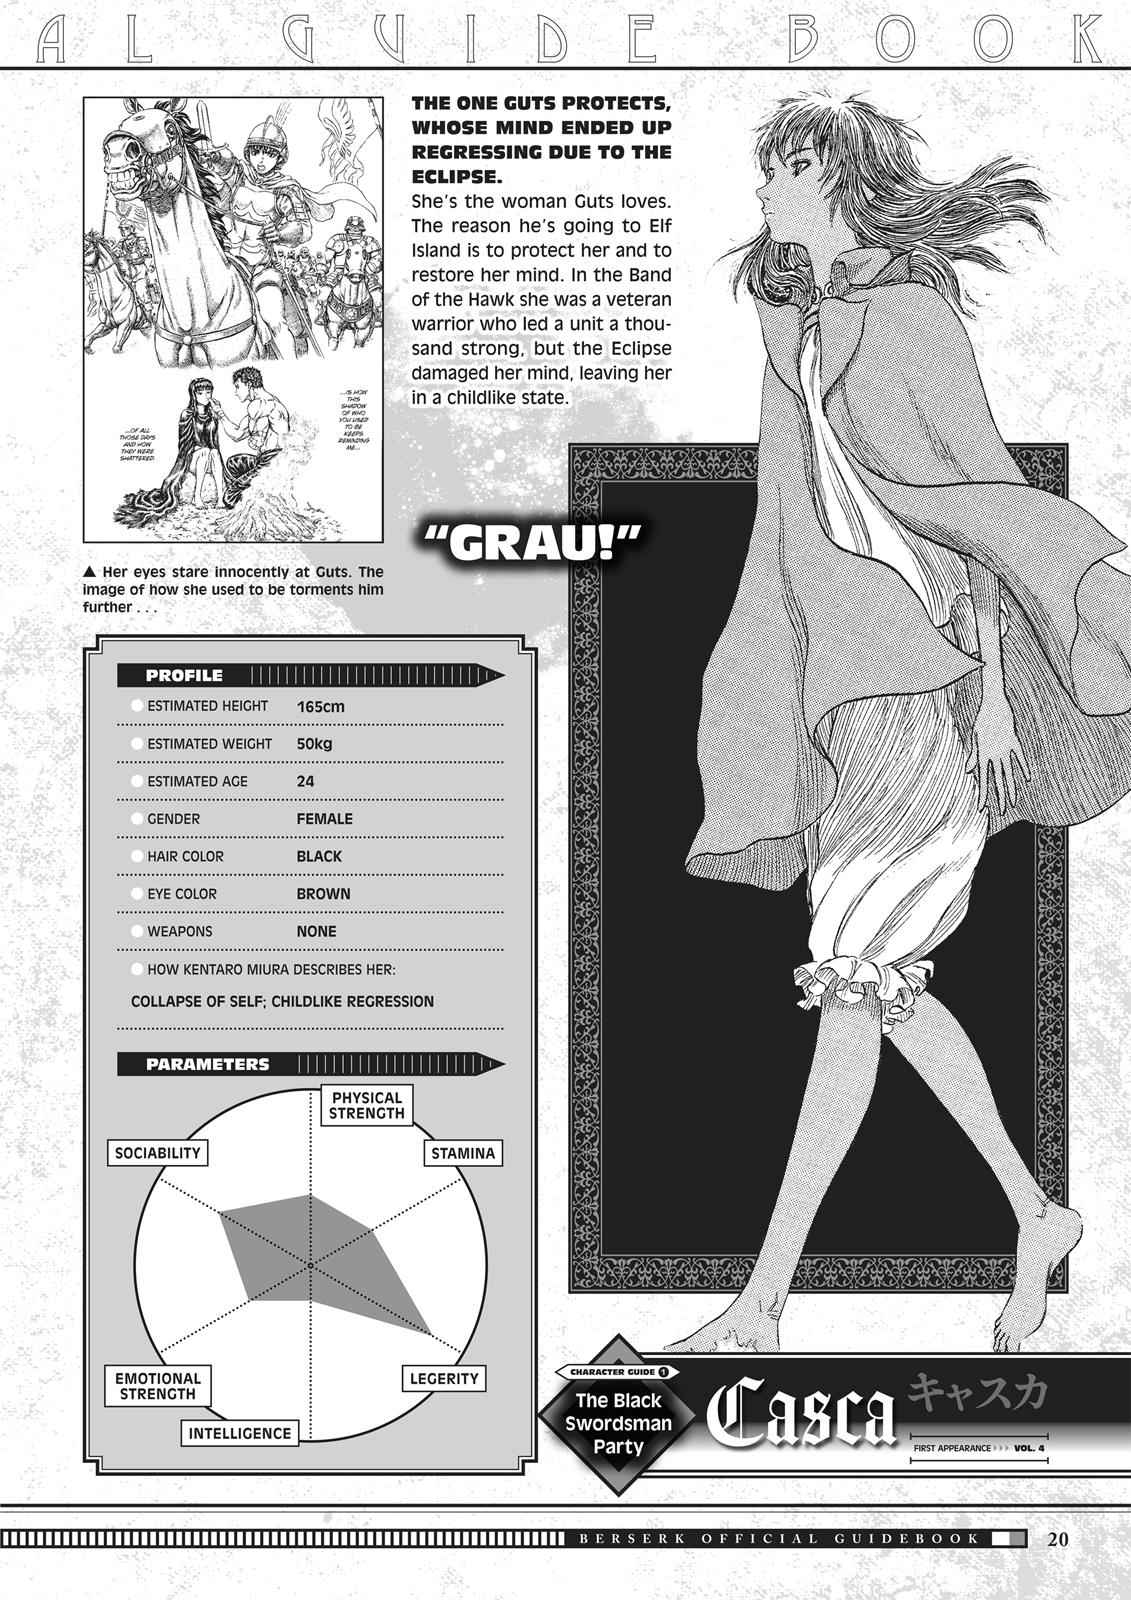 AL GUIDE BOOK
THE ONE GUTS PROTECTS,
WHOSE MIND ENDED UP
REGRESSING DUE TO THE
ECLIPSE.
She's the woman Guts loves.
The reason he's going to Elf
Island is to protect her and to
restore her mind. In the Band
of the Hawk she was a veteran
warrior who led a unit a thou-
sand strong, but the Eclipse
damaged her mind, leaving her
in a childlike state.
...IS HOW
THIS
SHADOW
OF WHO
YOU USED
TO BE
KEEPS
REMINDING
ME...
...OF ALL
THOSE DAYS
AND HOW
THEY WERE
SHATTERED.
▲ Her eyes stare innocently at Guts. The
image of how she used to be torments him
further . . .
“GRAU!”
PROFILE
ESTIMATED HEIGHT 165cm
ESTIMATED WEIGHT 50kg
ESTIMATED AGE 24
GENDER FEMALE
HAIR COLOR BLACK
EYE COLOR BROWN
WEAPONS NONE
HOW KENTARO MIURA DESCRIBES HER:
COLLAPSE OF SELF; CHILDLIKE REGRESSION
PARAMETERS
PHYSICAL
STRENGTH
SOCIABILITY
STAMINA
EMOTIONAL
STRENGTH
LEGERITY
INTELLIGENCE
CHARACTER GUIDE 1
The Black
Swordsman
Party
Casca
キャスカ
FIRST APPEARANCE VOL. 4
BERSERK OFFICIAL GUIDEBOOK
20